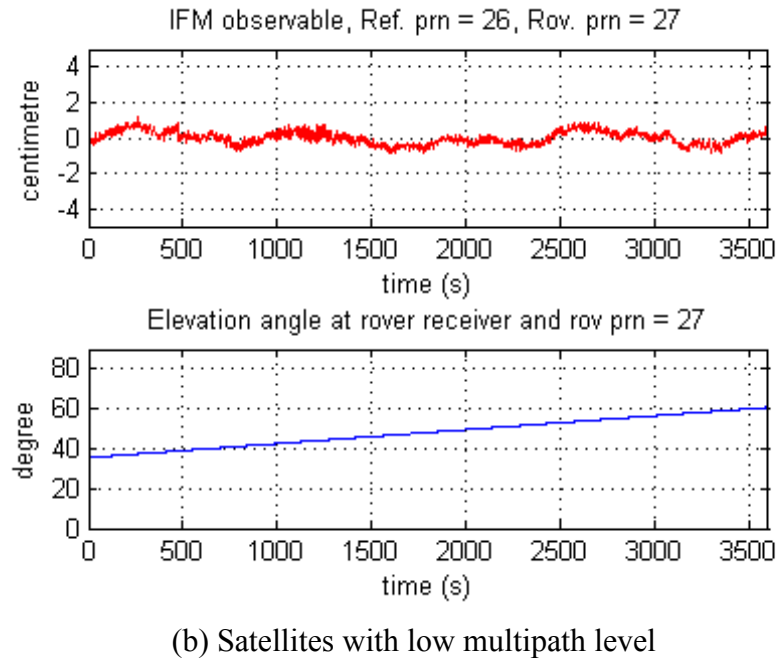 IFM observable, Ref. prn = 26, Rov. prn = 27
centimetre
4
2
0
-2
-4
0 500 1000 1500 2000 2500 3000 3500
time (s)
Elevation angle at rover receiver and rov prn = 27
degree
80
60
40
20
0
0 500 1000 1500 2000 2500 3000 3500
time (s)
(b) Satellites with low multipath level